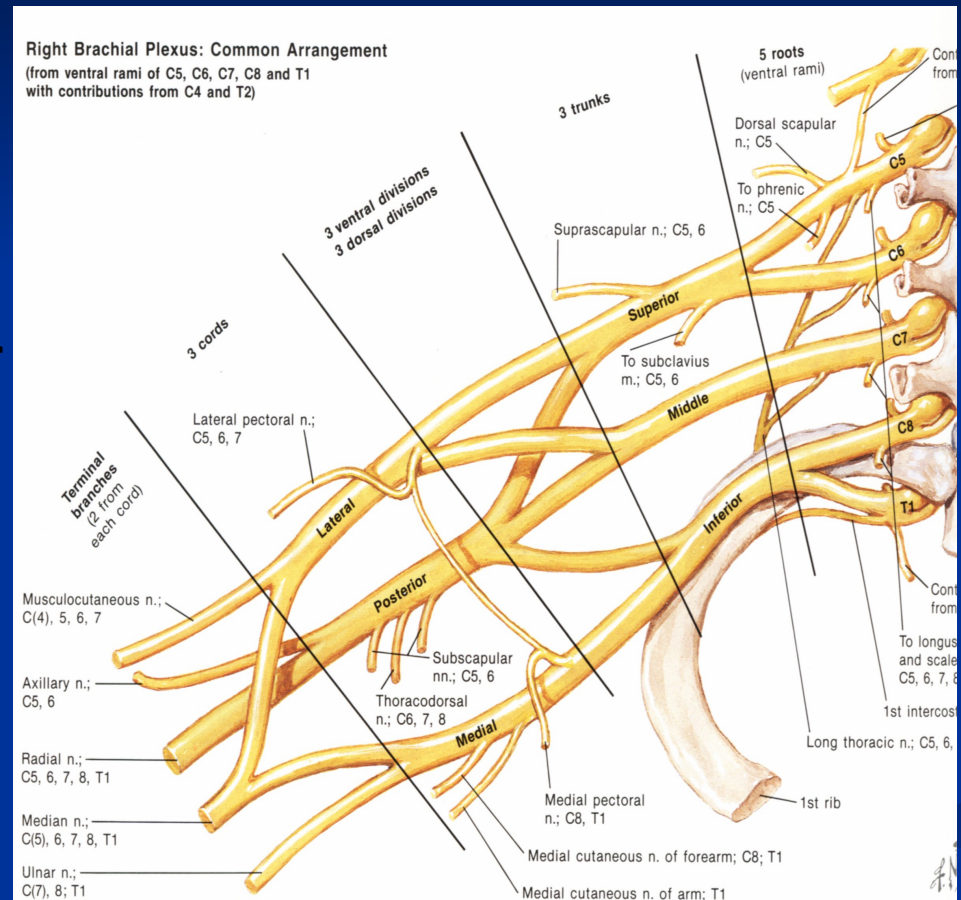 Right Brachial Plexus: Common Arrangement
(from ventral rami of C5, C6, C7, C8 and T1
with contributions from C4 and T2)
5 roots
(ventral rami)
3 trunks
3 ventral divisions
3 dorsal divisions
3 cords
Terminal
branches
(2 from
each cord)
Dorsal scapular
n.; C5
To phrenic
n.; C5
Suprascapular n.; C5, 6
To subclavius
m.; C5, 6
Lateral pectoral n.;
C5, 6, 7
C5
C6
C7
C8
T1
Superior
Middle
Inferior
Lateral
Posterior
Medial
Musculocutaneous n.;
C(4), 5, 6, 7
Axillary n.;
C5, 6
Radial n.;
C5, 6, 7, 8, T1
Median n.;
C(5), 6, 7, 8, T1
Ulnar n.;
C(7), 8; T1
Subscapular
nn.; C5, 6
Thoracodorsal
n.; C6, 7, 8
Medial pectoral
n.; C8, T1
Medial cutaneous n. of forearm; C8; T1
Medial cutaneous n. of arm; T1
1st rib
Long thoracic n.; C5, 6,
1st intercost
To longus
and scale
C5, 6, 7, 8
Cont
from
Cont
from